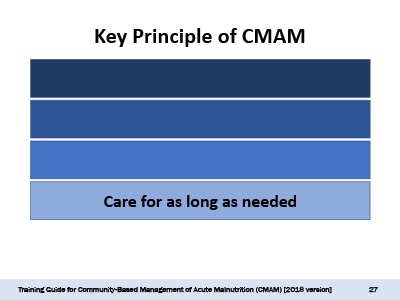 Key Principle of CMAM
Care for as long as needed
Training Guide for Community-Based Management of Acute Malnutrition (CMAM) [2018 version]
27